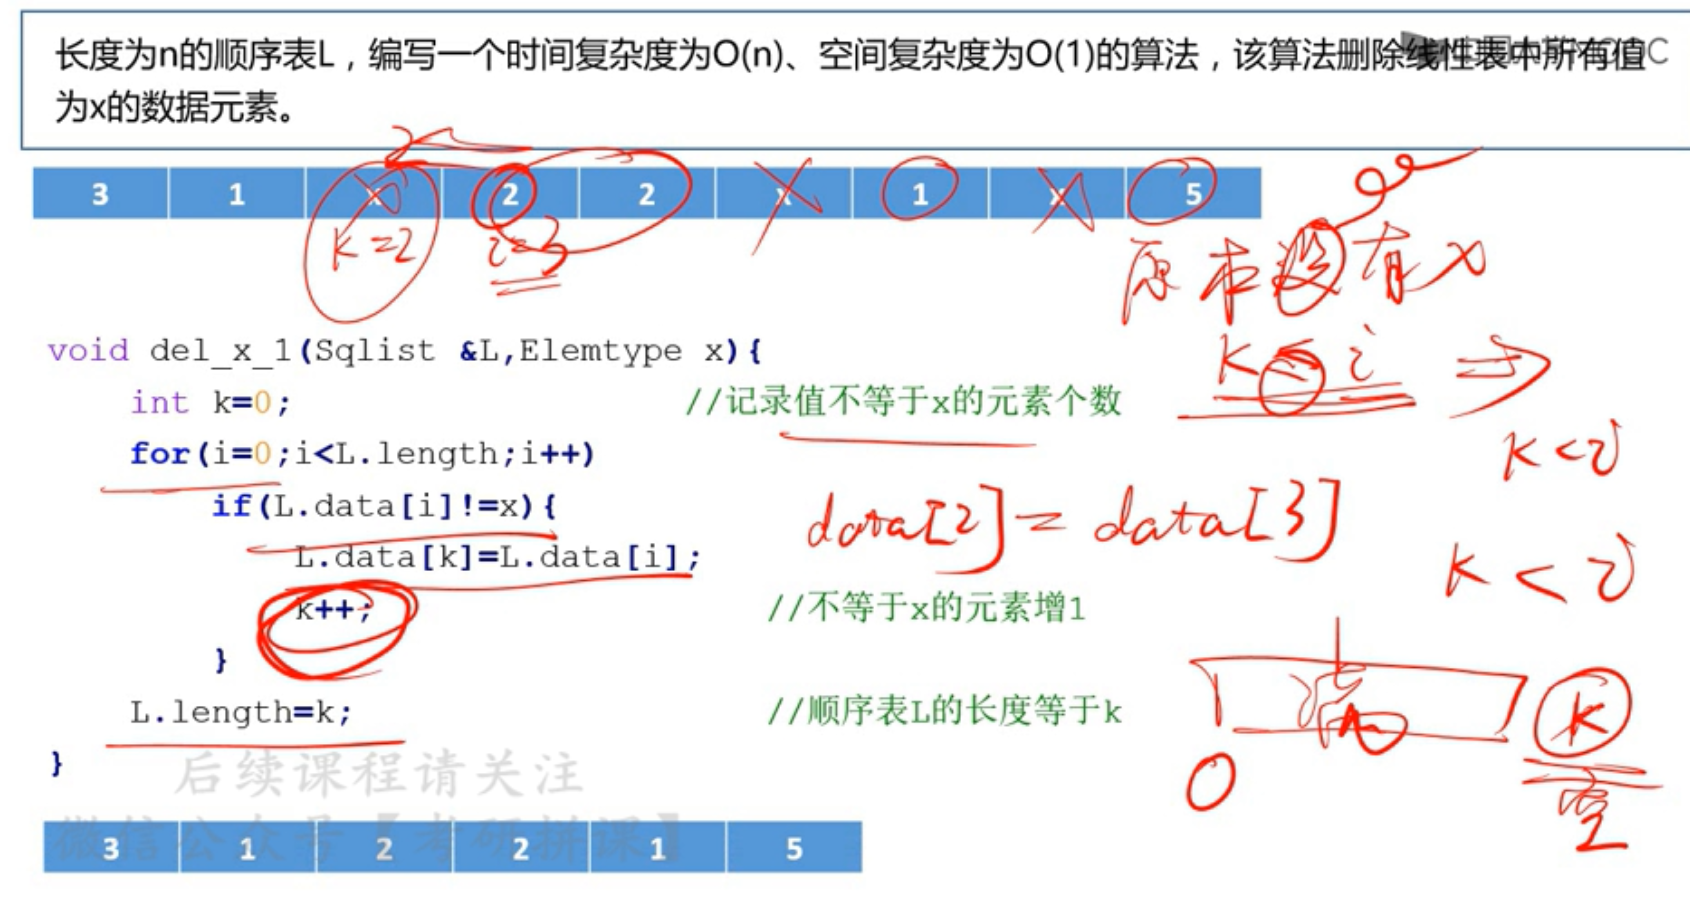 长度为n的顺序表L，编写一个时间复杂度为O(n)、空间复杂度为O(1)的算法，该算法删除线性表中所有值
为x的数据元素。
3 1 x 2 2 x 1 x 5
k=2 i=3
原本没有x
void del_x_1(Sqlist &L,Elemtype x){
k i
int k=0; //记录值不等于x的元素个数
for(i=0;i<L.length;i++)
k<i
if(L.data[i]!=x){
data[2]=data[3]
L.data[k]=L.data[i];
k<i
k++; //不等于x的元素增1
}
L.length=k; //顺序表L的长度等于k
k
}
0
空
后续课程请关注
微信公众号【考研拼课】
3 1 2 2 1 5